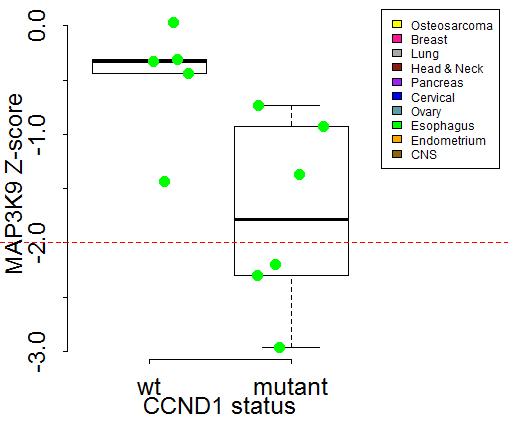 MAP3K9 Z-score
0.0
-1.0
-2.0
-3.0
wt mutant
CCND1 status
Osteosarcoma
Breast
Lung
Head & Neck
Pancreas
Cervical
Ovary
Esophagus
Endometrium
CNS